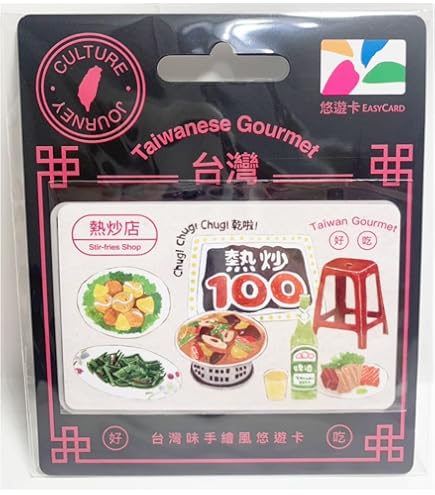 CULTURE JOURNEY
悠遊卡 EASYCARD
Taiwanese Gourmet
台灣
熱炒店
Stir-fries Shop
Chug! Chug! Chug! 乾啦!
熱炒
100
Taiwan Gourmet
好 吃
啤酒
好 台灣味手繪風悠遊卡 吃